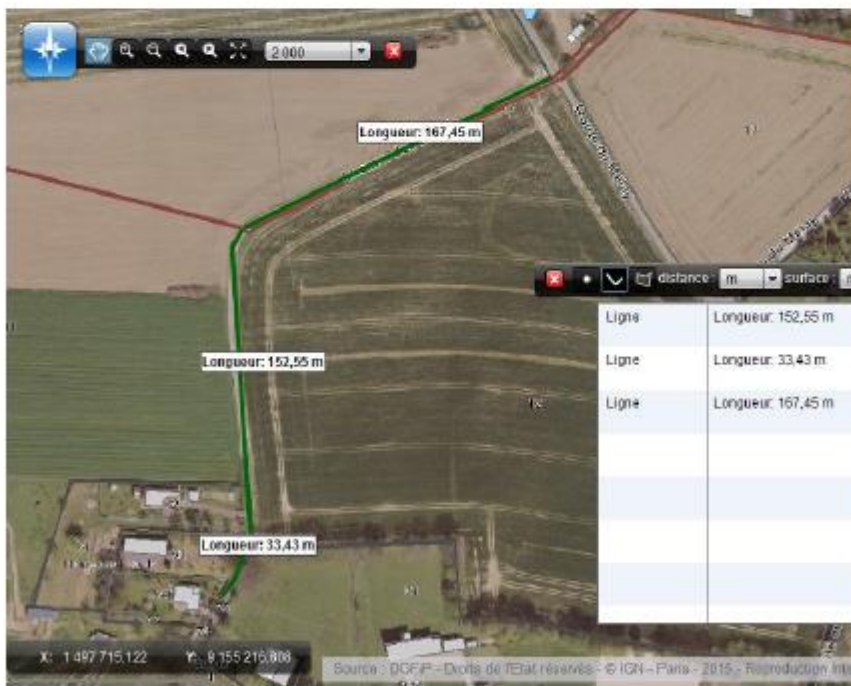 2 000
Longueur: 167,45 m
distance : m surface :
Ligne Longueur: 152,55 m
Ligne Longueur: 33,43 m
Ligne Longueur: 167,45 m
Longueur: 152,55 m
Longueur: 33,43 m
X: 1 497 715,122 Y: 9 155 216,808
Source : DGFiP - Droits de l'Etat réservés - © IGN - Paris - 2015 - Reproduction